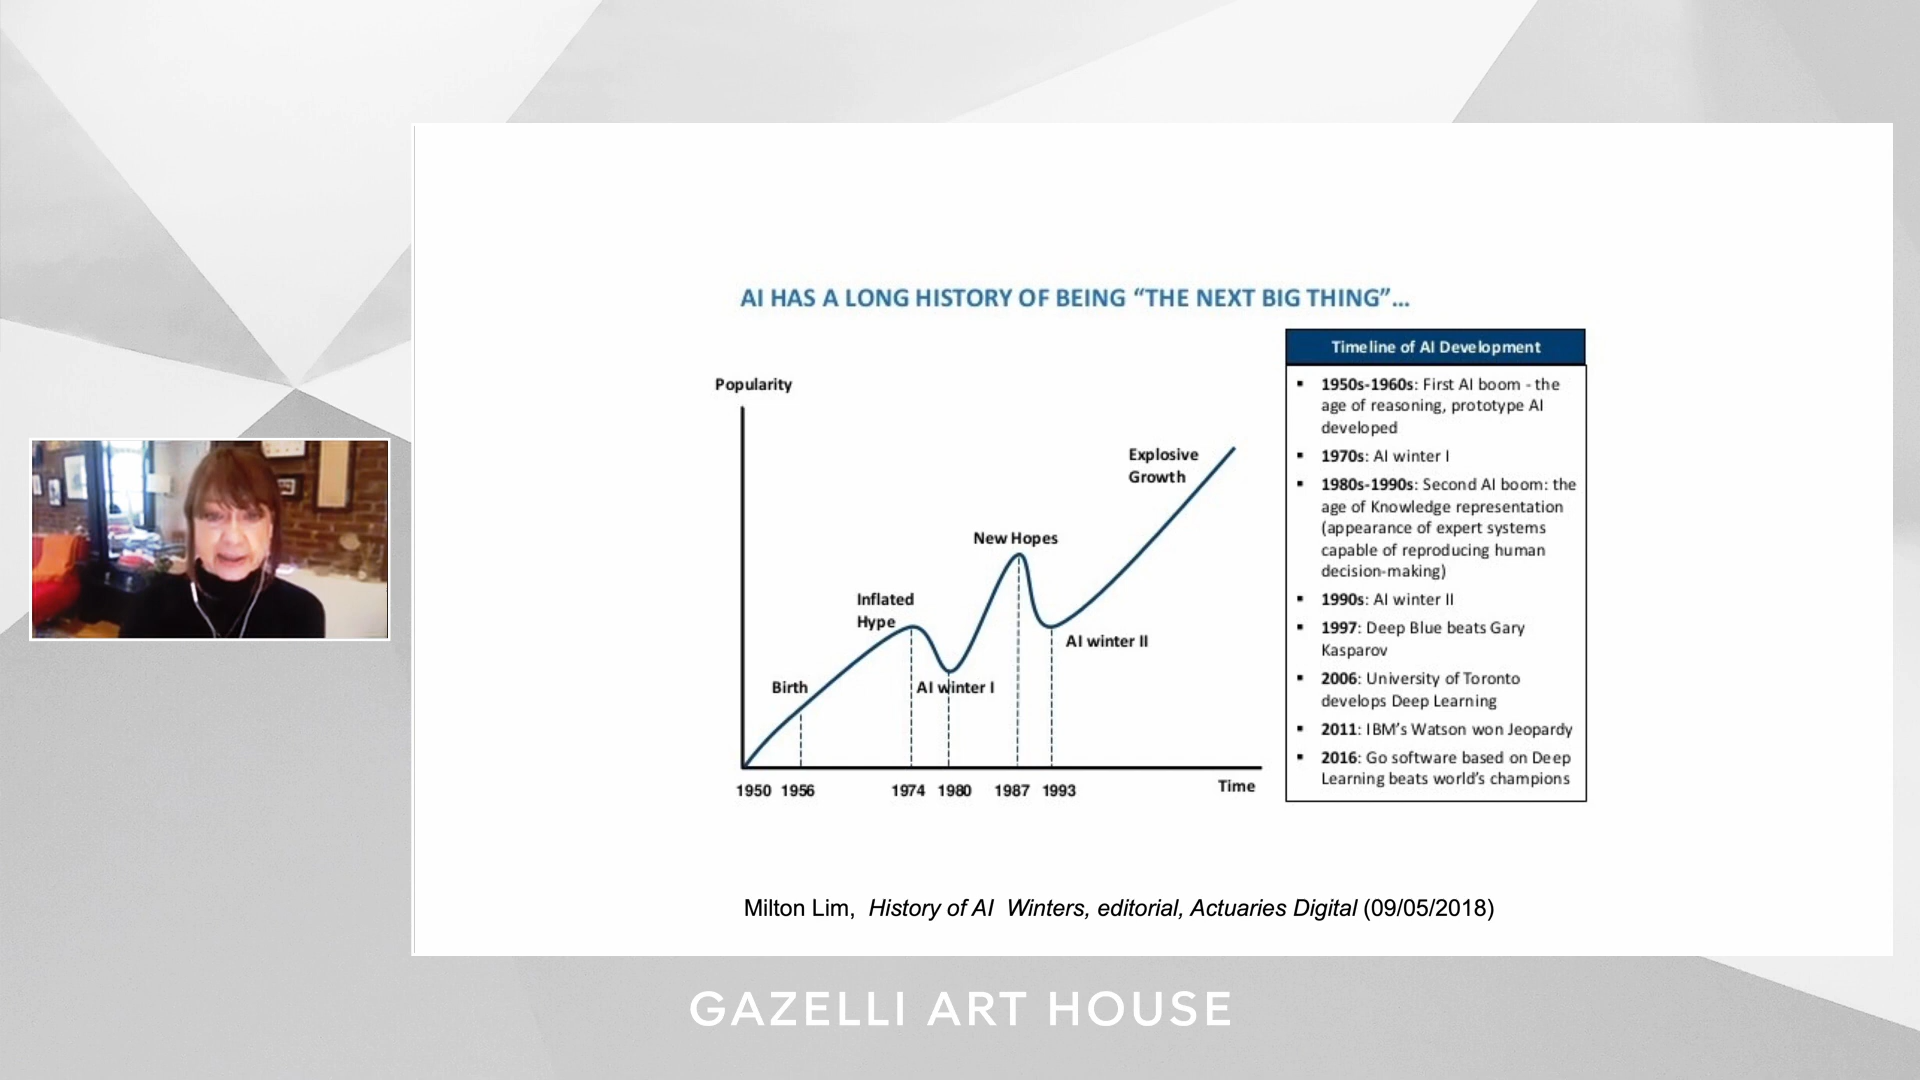 AI HAS A LONG HISTORY OF BEING “THE NEXT BIG THING”...
Popularity
Explosive
Growth
New Hopes
Inflated
Hype
AI winter II
Birth
AI winter I
1950 1956 1974 1980 1987 1993
Time
Timeline of AI Development
▪ 1950s-1960s: First AI boom - the
age of reasoning, prototype AI
developed
▪ 1970s: AI winter I
▪ 1980s-1990s: Second AI boom: the
age of Knowledge representation
(appearance of expert systems
capable of reproducing human
decision-making)
▪ 1990s: AI winter II
▪ 1997: Deep Blue beats Gary
Kasparov
▪ 2006: University of Toronto
develops Deep Learning
▪ 2011: IBM’s Watson won Jeopardy
▪ 2016: Go software based on Deep
Learning beats world’s champions
Milton Lim, History of AI Winters, editorial, Actuaries Digital (09/05/2018)
GAZELLI ART HOUSE